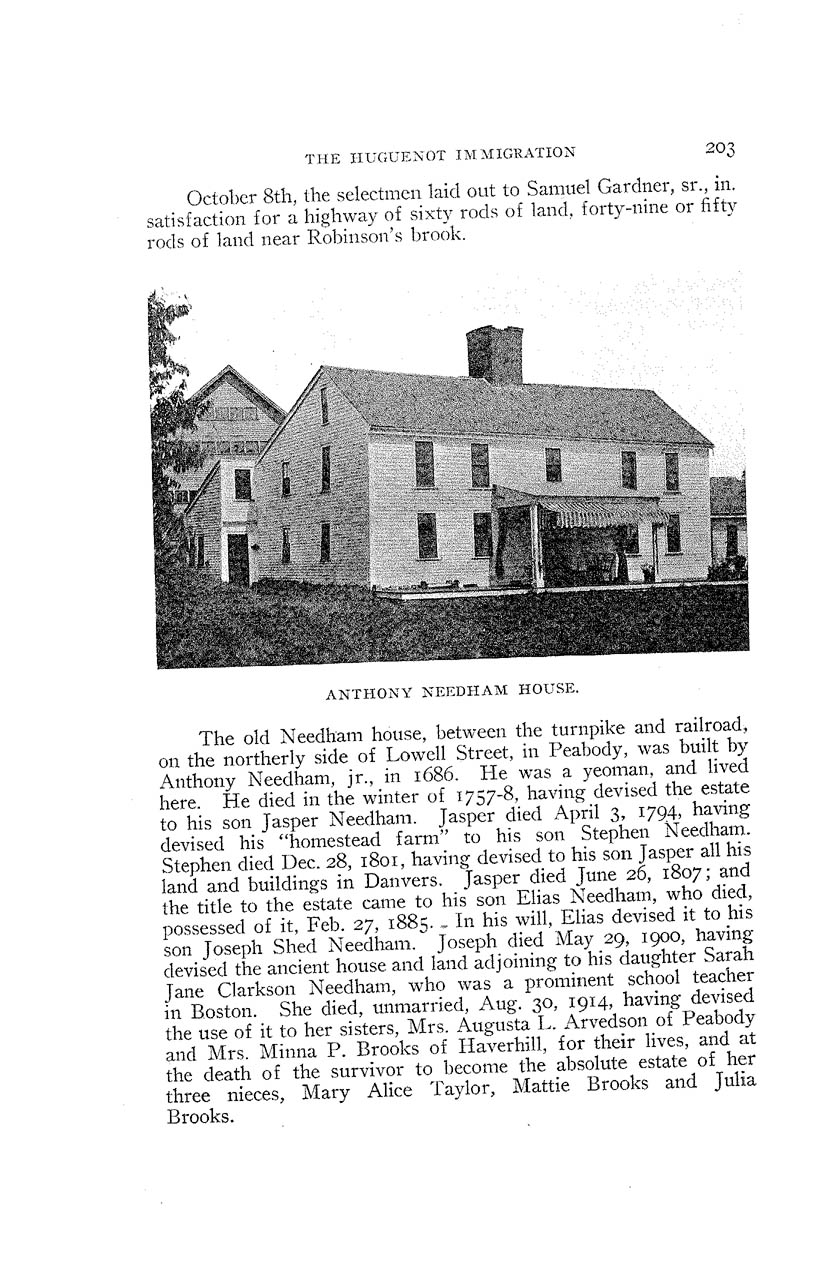 THE HUGUENOT IMMIGRATION 203
October 8th, the selectmen laid out to Samuel Gardner, sr., in.
satisfaction for a highway of sixty rods of land, forty-nine or fifty
rods of land near Robinson's brook.
ANTHONY NEEDHAM HOUSE.
The old Needham house, between the turnpike and railroad,
on the northerly side of Lowell Street, in Peabody, was built by
Anthony Needham, jr., in 1686. He was a yeoman, and lived
here. He died in the winter of 1757-8, having devised the estate
to his son Jasper Needham. Jasper died April 3, 1794, having
devised his "homestead farm" to his son Stephen Needham.
Stephen died Dec. 28, 1801, having devised to his son Jasper all his
land and buildings in Danvers. Jasper died June 26, 1807; and
the title to the estate came to his son Elias Needham, who died,
possessed of it, Feb. 27, 1885. In his will, Elias devised it to his
son Joseph Shed Needham. Joseph died May 29, 1900, having
devised the ancient house and land adjoining to his daughter Sarah
Jane Clarkson Needham, who was a prominent school teacher
in Boston. She died, unmarried, Aug. 30, 1914, having devised
the use of it to her sisters, Mrs. Augusta L. Arvedson of Peabody
and Mrs. Minna P. Brooks of Haverhill, for their lives, and at
the death of the survivor to become the absolute estate of her
three nieces, Mary Alice Taylor, Mattie Brooks and Julia
Brooks.